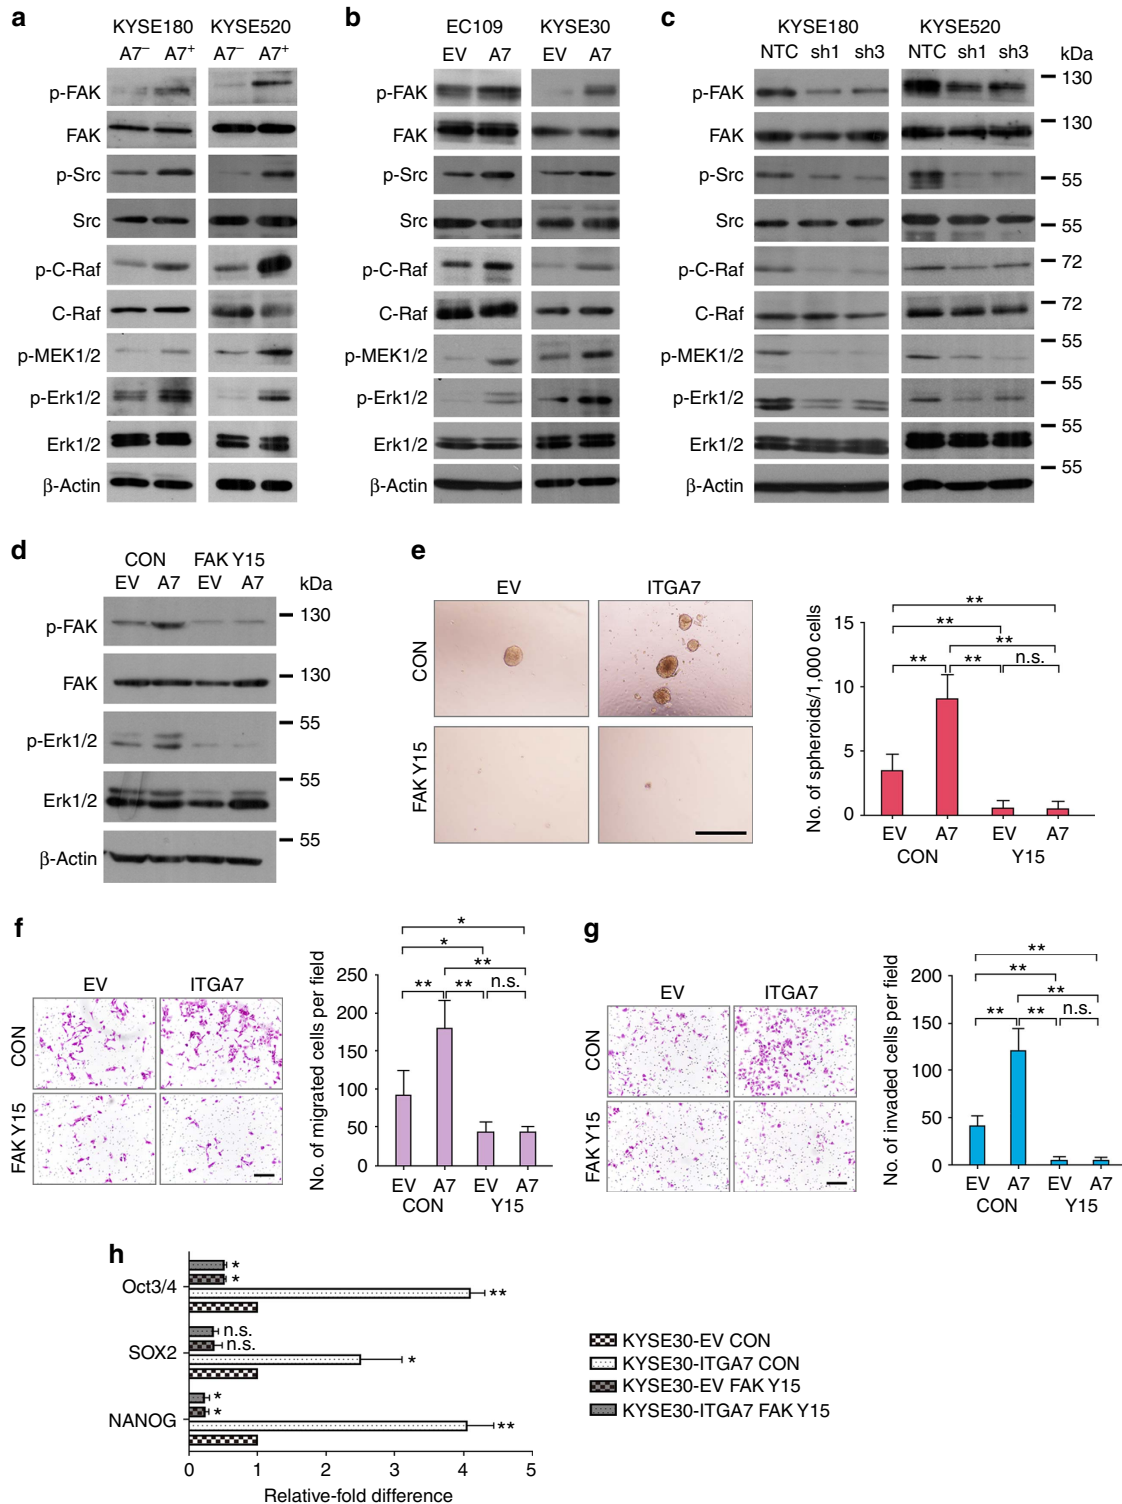 a
KYSE180 KYSE520
A7⁻ A7⁺ A7⁻ A7⁺
p-FAK
FAK
p-Src
Src
p-C-Raf
C-Raf
p-MEK1/2
p-Erk1/2
Erk1/2
β-Actin
b
EC109 KYSE30
EV A7 EV A7
p-FAK
FAK
p-Src
Src
p-C-Raf
C-Raf
p-MEK1/2
p-Erk1/2
Erk1/2
β-Actin
c
KYSE180 KYSE520
NTC sh1 sh3 NTC sh1 sh3 kDa
p-FAK 130
FAK 130
p-Src 55
Src 55
p-C-Raf 72
C-Raf 72
p-MEK1/2 55
p-Erk1/2 55
Erk1/2 55
β-Actin 55
d
CON FAK Y15
EV A7 EV A7 kDa
p-FAK 130
FAK 130
p-Erk1/2 55
Erk1/2 55
β-Actin 55
e
EV ITGA7
CON
FAK Y15
No. of spheroids/1,000 cells
15
10
5
0
**
**
**
** ** n.s.
EV A7 EV A7
CON Y15
f
EV ITGA7
CON
FAK Y15
No. of migrated cells per field
250
200
150
100
50
0
*
*
**
** ** n.s.
EV A7 EV A7
CON Y15
g
EV ITGA7
CON
FAK Y15
No. of invaded cells per field
200
150
100
50
0
**
**
**
** ** n.s.
EV A7 EV A7
CON Y15
h
Oct3/4
*
*
**
SOX2
n.s.
n.s.
*
NANOG
*
*
**
0 1 2 3 4 5
Relative-fold difference
KYSE30-EV CON
KYSE30-ITGA7 CON
KYSE30-EV FAK Y15
KYSE30-ITGA7 FAK Y15